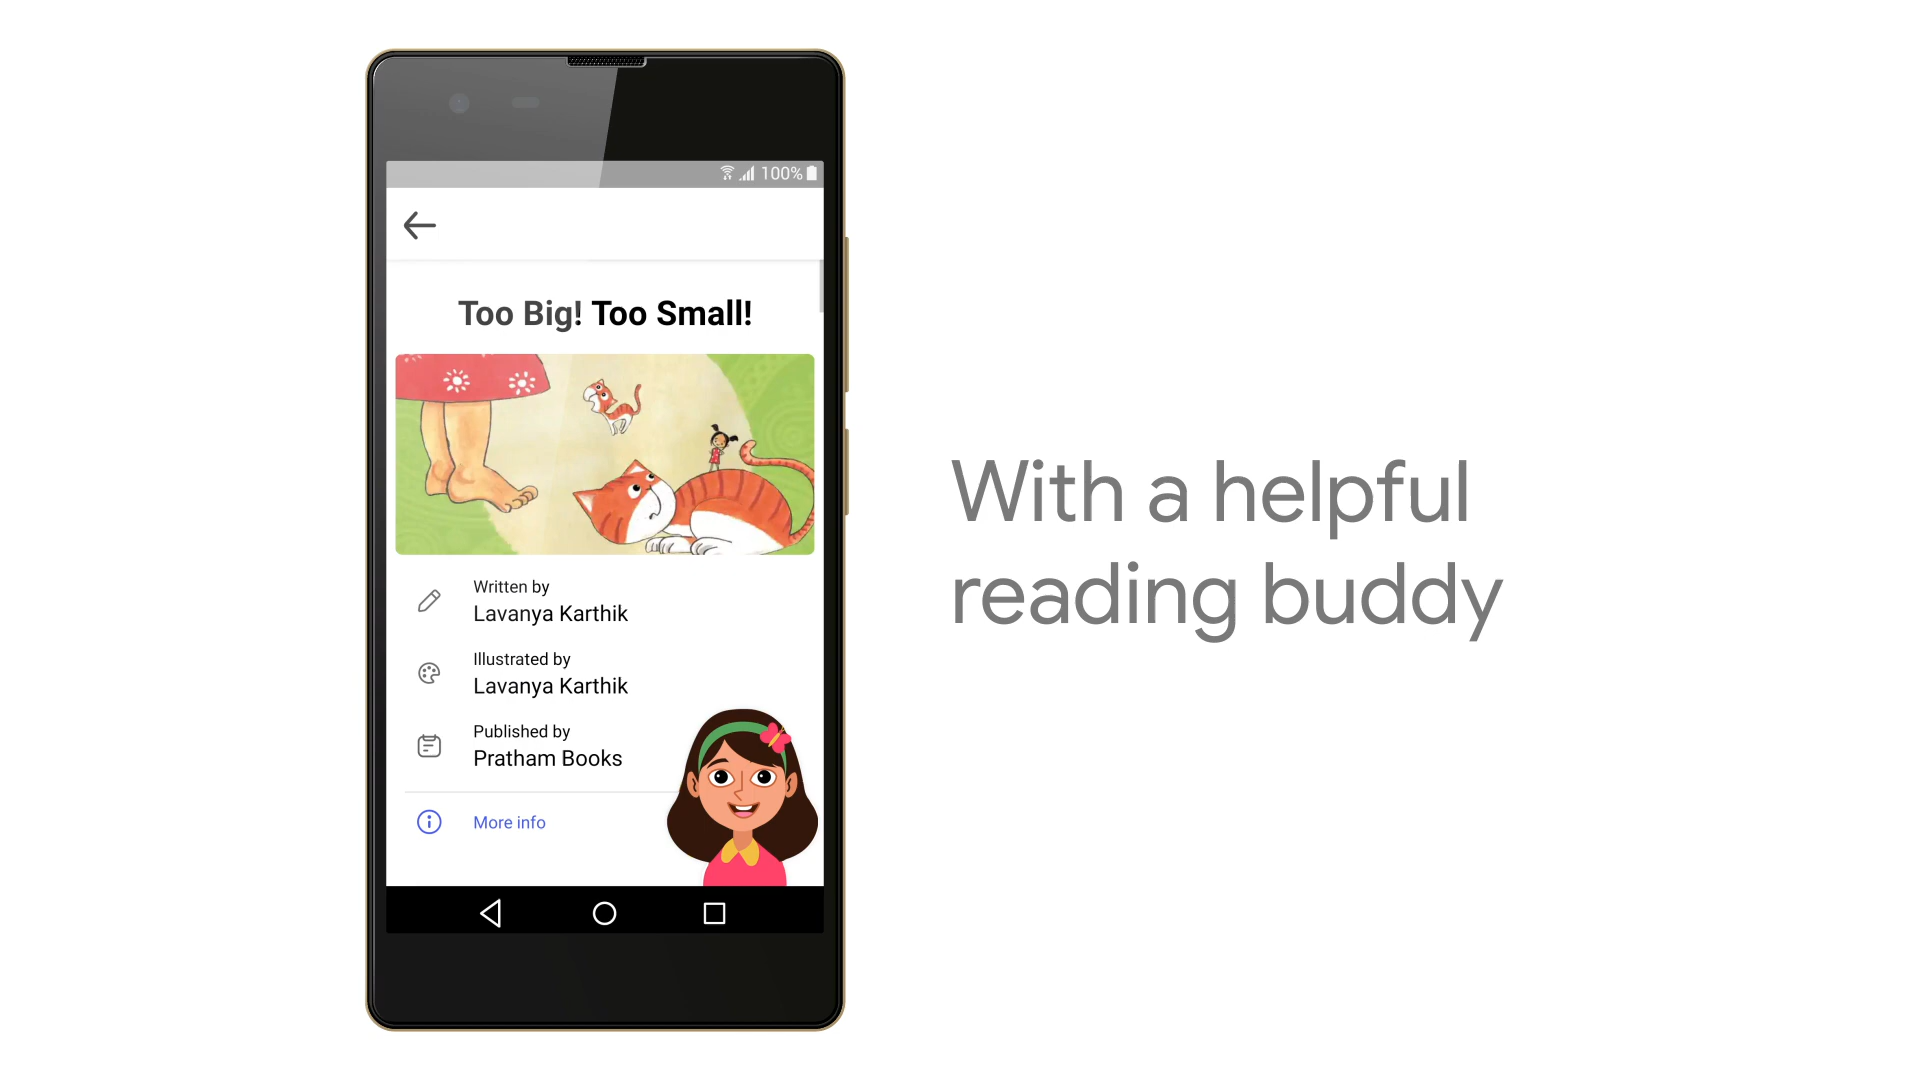 100%
Too Big! Too Small!
Written by
Lavanya Karthik
Illustrated by
Lavanya Karthik
Published by
Pratham Books
More info
With a helpful
reading buddy